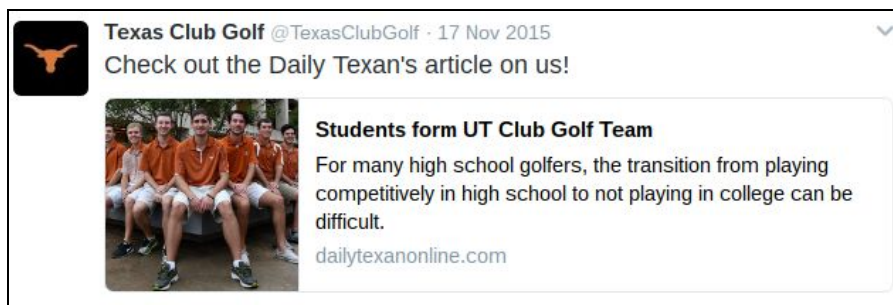 Texas Club Golf @TexasClubGolf · 17 Nov 2015
Check out the Daily Texan's article on us!
Students form UT Club Golf Team
For many high school golfers, the transition from playing
competitively in high school to not playing in college can be
difficult.
dailytexanonline.com